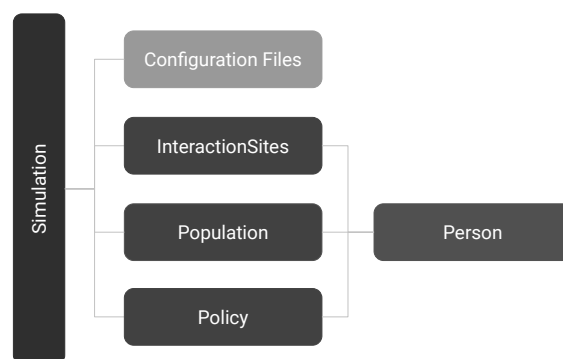 Simulation
Configuration Files
InteractionSites
Population
Policy
Person